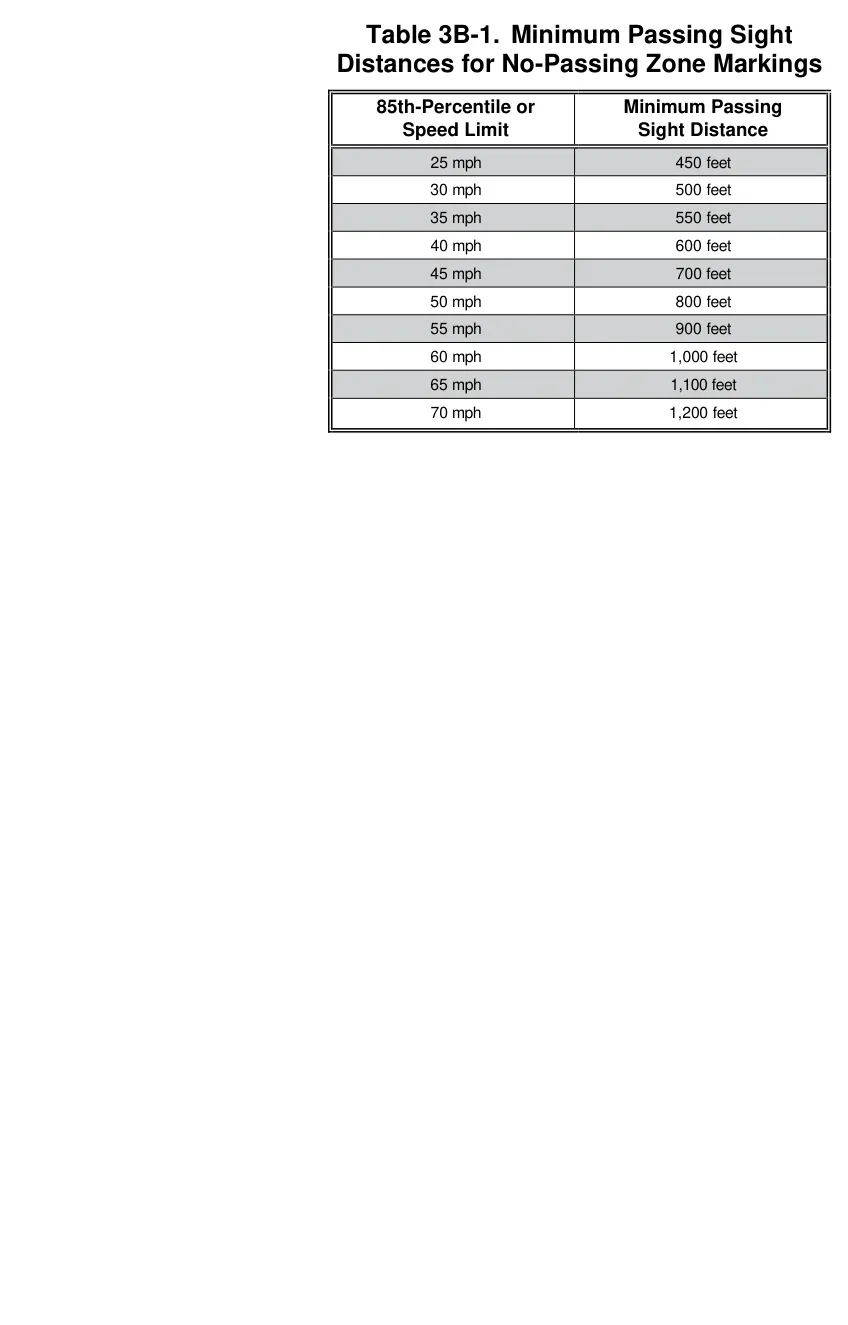 Table 3B-1. Minimum Passing Sight
Distances for No-Passing Zone Markings
85th-Percentile or
Speed Limit
Minimum Passing
Sight Distance
25 mph 450 feet
30 mph 500 feet
35 mph 550 feet
40 mph 600 feet
45 mph 700 feet
50 mph 800 feet
55 mph 900 feet
60 mph 1,000 feet
65 mph 1,100 feet
70 mph 1,200 feet